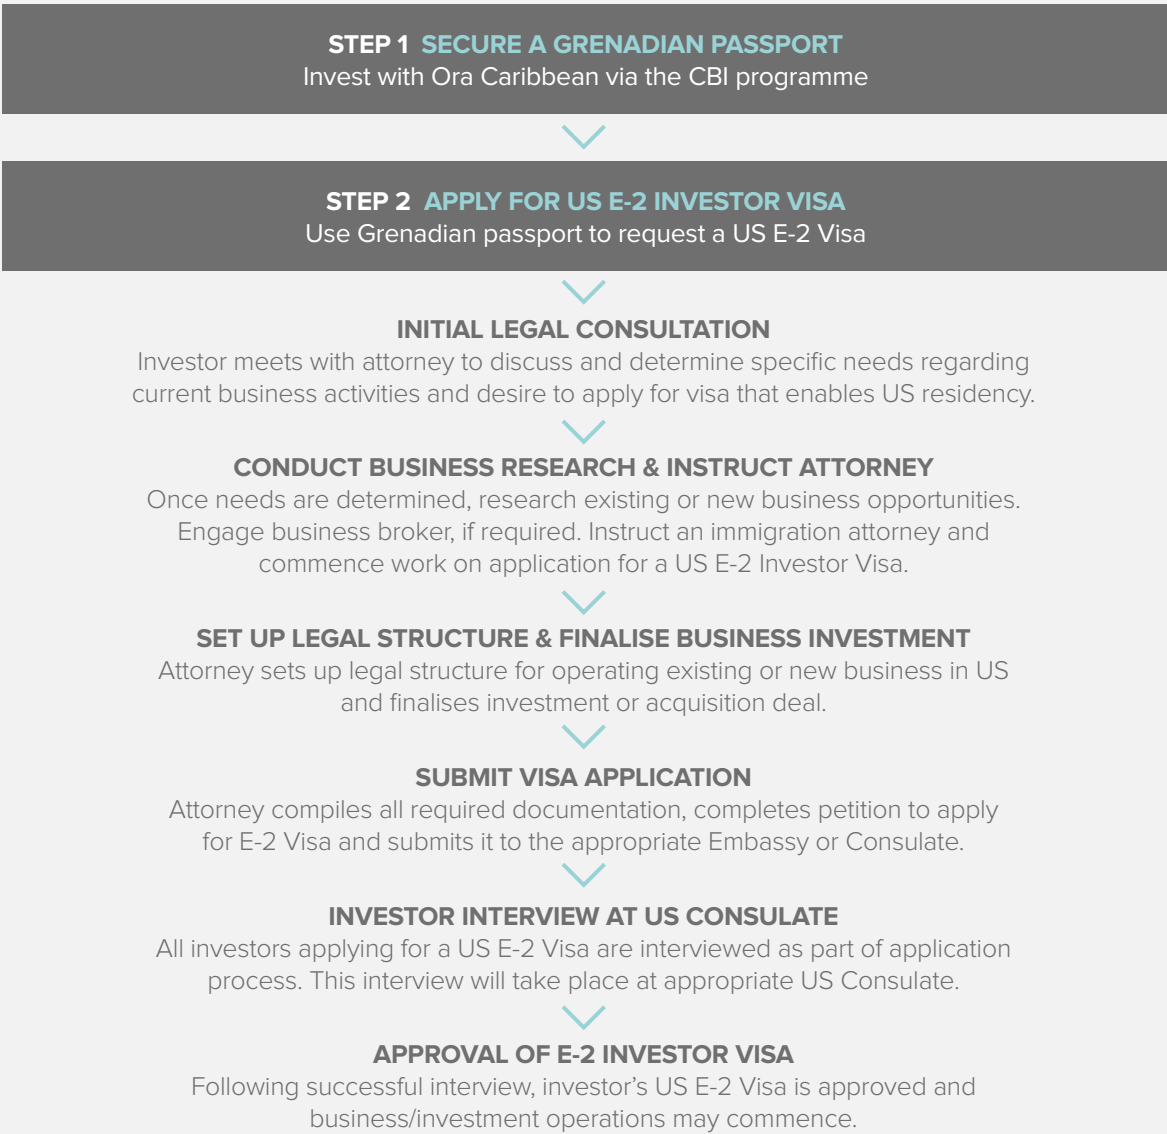 STEP 1 SECURE A GRENADIAN PASSPORT
Invest with Ora Caribbean via the CBI programme
STEP 2 APPLY FOR US E-2 INVESTOR VISA
Use Grenadian passport to request a US E-2 Visa
INITIAL LEGAL CONSULTATION
Investor meets with attorney to discuss and determine specific needs regarding
current business activities and desire to apply for visa that enables US residency.
CONDUCT BUSINESS RESEARCH & INSTRUCT ATTORNEY
Once needs are determined, research existing or new business opportunities.
Engage business broker, if required. Instruct an immigration attorney and
commence work on application for a US E-2 Investor Visa.
SET UP LEGAL STRUCTURE & FINALISE BUSINESS INVESTMENT
Attorney sets up legal structure for operating existing or new business in US
and finalises investment or acquisition deal.
SUBMIT VISA APPLICATION
Attorney compiles all required documentation, completes petition to apply
for E-2 Visa and submits it to the appropriate Embassy or Consulate.
INVESTOR INTERVIEW AT US CONSULATE
All investors applying for a US E-2 Visa are interviewed as part of application
process. This interview will take place at appropriate US Consulate.
APPROVAL OF E-2 INVESTOR VISA
Following successful interview, investor’s US E-2 Visa is approved and
business/investment operations may commence.